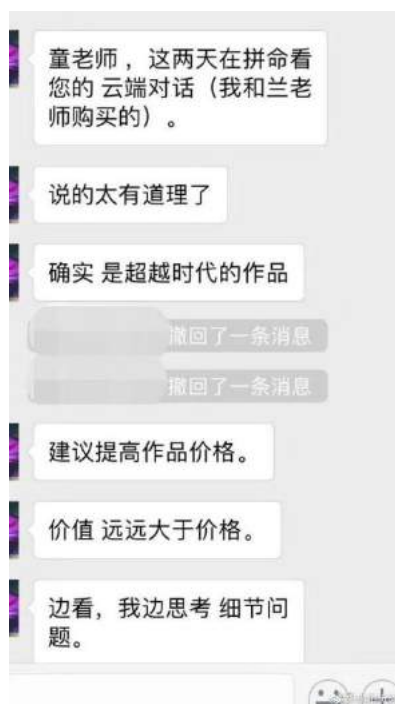 童老师，这两天在拼命看
您的 云端对话（我和兰老
师购买的）。
说的太有道理了
确实 是超越时代的作品
撤回了一条消息
撤回了一条消息
建议提高作品价格。
价值 远远大于价格。
边看，我边思考 细节问
题。